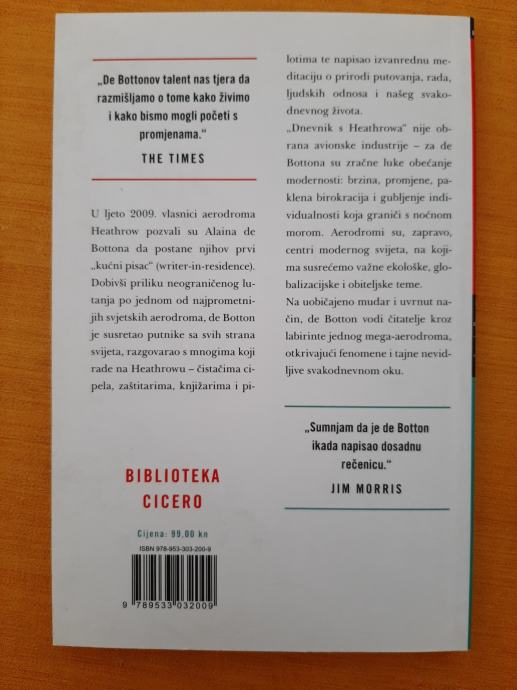 „De Bottonov talent nas tjera da
razmišljamo o tome kako živimo
i kako bismo mogli početi s
promjenama.“
THE TIMES
U ljeto 2009. vlasnici aerodroma
Heathrow pozvali su Alaina de
Bottona da postane njihov prvi
„kućni pisac“ (writer-in-residence).
Dobivši priliku neograničenog lu-
tanja po jednom od najprometni-
jih svjetskih aerodroma, de Botton
je susretao putnike sa svih strana
svijeta, razgovarao s mnogima koji
rade na Heathrowu – čistačima ci-
pela, zaštitarima, knjižarima i pi-
lotima te napisao izvanrednu me-
ditaciju o prirodi putovanja, rada,
ljudskih odnosa i našeg svako-
dnevnog života.
„Dnevnik s Heathrowa“ nije ob-
rana avionske industrije – za de
Bottona su zračne luke obećanje
modernosti: brzina, promjene, pa-
klena birokracija i gubljenje indi-
vidualnosti koja graniči s noćnom
morom. Aerodromi su, zapravo,
centri modernog svijeta, na koji-
ma susrećemo važne ekološke, glo-
balizacijske i obiteljske teme.
Na uobičajeno mudar i uvrnut na-
čin, de Botton vodi čitatelje kroz
labirinte jednog mega-aerodroma,
otkrivajući fenomene i tajne nevid-
ljive svakodnevnom oku.
„Sumnjam da je de Botton
ikada napisao dosadnu
rečenicu.“
JIM MORRIS
BIBLIOTEKA
CICERO
Cijena: 99,00 kn
ISBN 978-953-303-200-9
9 789533 032009